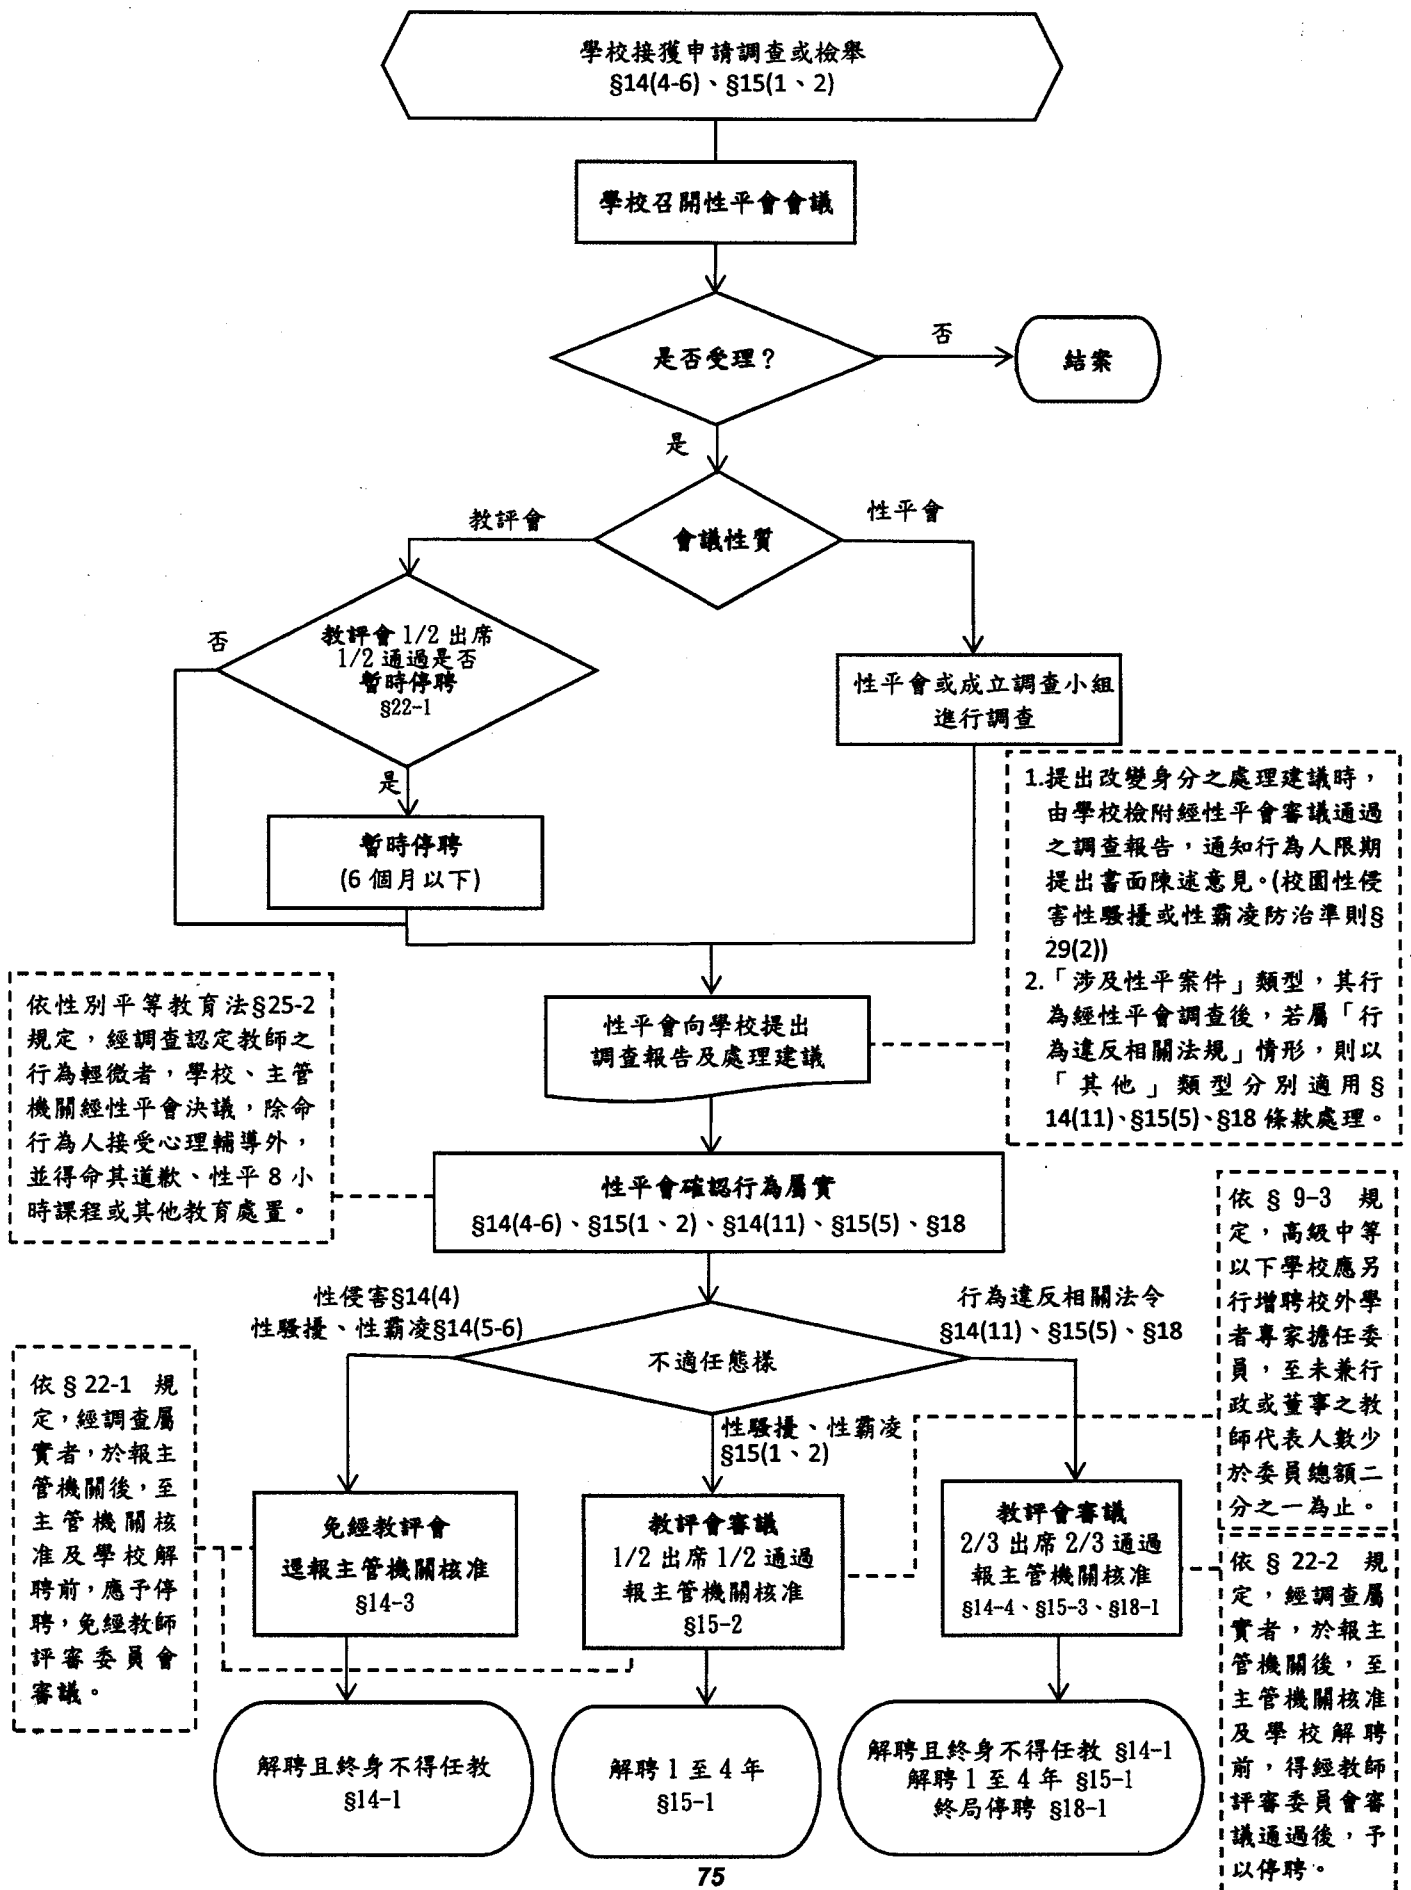 學校接獲申請調查或檢舉
§14(4-6)、§15(1、2)
學校召開性平會會議
是否受理？
否
結案
是
會議性質
教評會
性平會
教評會 1/2 出席
1/2 通過是否
暫時停聘
§22-1
否
是
暫時停聘
(6 個月以下)
性平會或成立調查小組
進行調查
1.提出改變身分之處理建議時，
由學校檢附經性平會審議通過
之調查報告，通知行為人限期
提出書面陳述意見。(校園性侵
害性騷擾或性霸凌防治準則§
29(2))
2.「涉及性平案件」類型，其行
為經性平會調查後，若屬「行
為違反相關法規」情形，則以
「其他」類型分別適用§
14(11)、§15(5)、§18 條款處理。
性平會向學校提出
調查報告及處理建議
依性別平等教育法§25-2
規定，經調查認定教師之
行為輕微者，學校、主管
機關經性平會決議，除命
行為人接受心理輔導外，
並得命其道歉、性平 8 小
時課程或其他教育處置。
性平會確認行為屬實
§14(4-6)、§15(1、2)、§14(11)、§15(5)、§18
不適任態樣
性侵害§14(4)
性騷擾、性霸凌§14(5-6)
性騷擾、性霸凌
§15(1、2)
行為違反相關法令
§14(11)、§15(5)、§18
依 § 9-3 規
定，高級中等
以下學校應另
行增聘校外學
者專家擔任委
員，至未兼行
政或董事之教
師代表人數少
於委員總額二
分之一為止。
依 § 22-1 規
定，經調查屬
實者，於報主
管機關後，至
主管機關核
准及學校解
聘前，應予停
聘，免經教師
評審委員會
審議。
免經教評會
逕報主管機關核准
§14-3
教評會審議
1/2 出席 1/2 通過
報主管機關核准
§15-2
教評會審議
2/3 出席 2/3 通過
報主管機關核准
§14-4、§15-3、§18-1
依 § 22-2 規
定，經調查屬
實者，於報主
管機關後，至
主管機關核准
及學校解聘
前，得經教師
評審委員會審
議通過後，予
以停聘。
解聘且終身不得任教
§14-1
解聘 1 至 4 年
§15-1
解聘且終身不得任教 §14-1
解聘 1 至 4 年 §15-1
終局停聘 §18-1
75